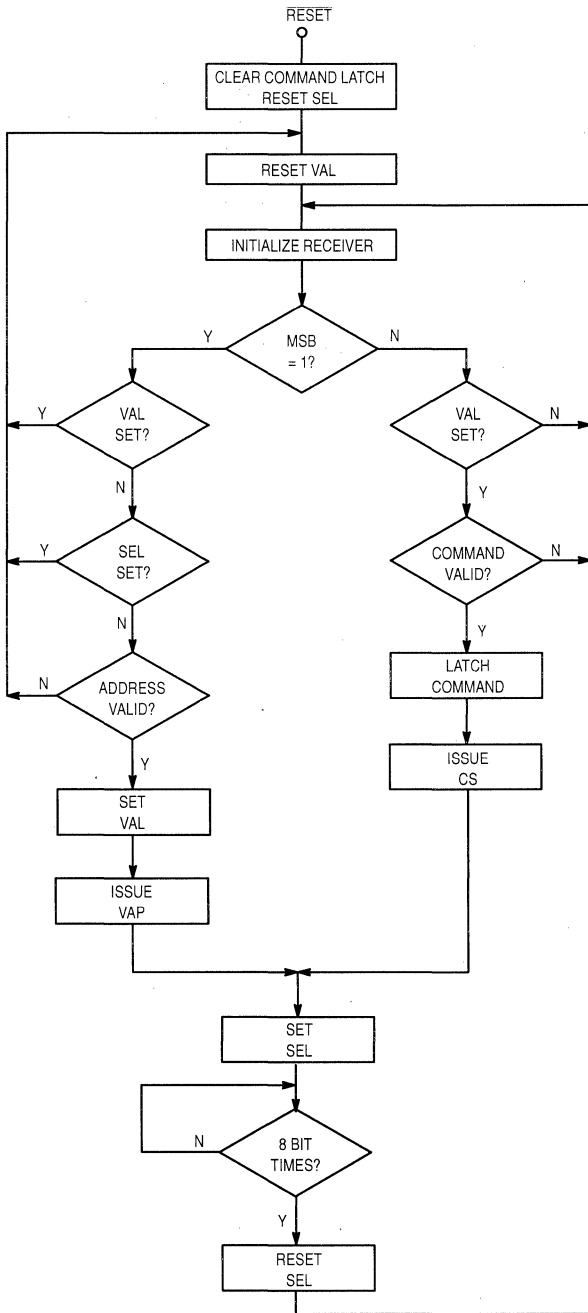 RESET
CLEAR COMMAND LATCH
RESET SEL
RESET VAL
INITIALIZE RECEIVER
Y
MSB
= 1?
N
Y
VAL
SET?
VAL
SET?
N
N
Y
Y
SEL
SET?
COMMAND
VALID?
N
N
Y
N
ADDRESS
VALID?
LATCH
COMMAND
Y
ISSUE
CS
SET
VAL
ISSUE
VAP
SET
SEL
N
8 BIT
TIMES?
Y
RESET
SEL